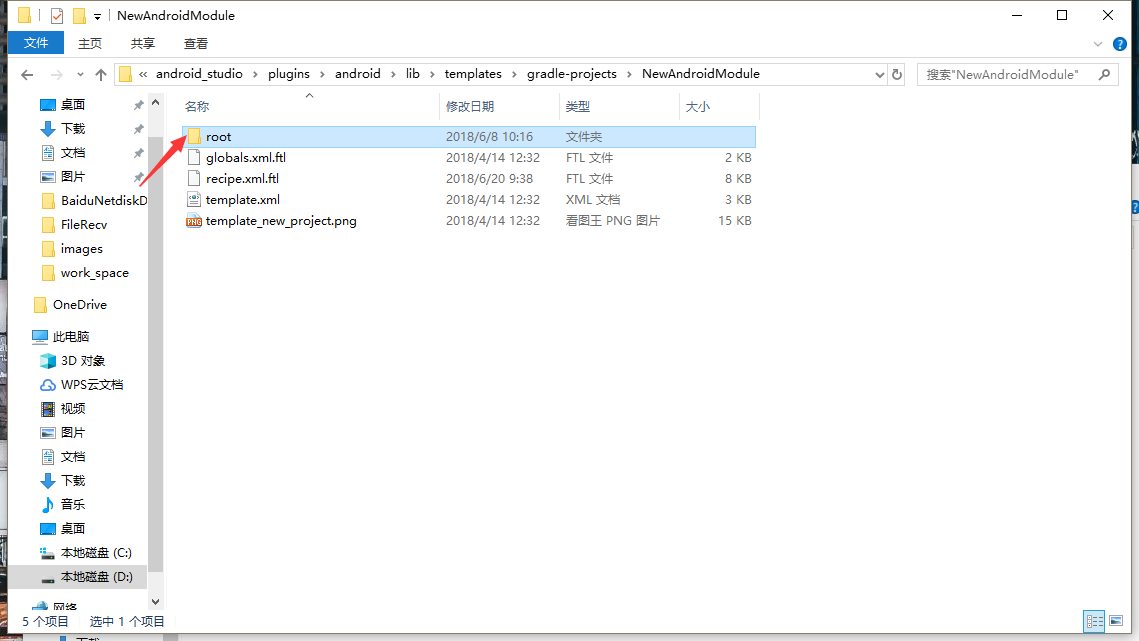 NewAndroidModule
文件 主页 共享 查看
« android_studio › plugins › android › lib › templates › gradle-projects › NewAndroidModule 搜索"NewAndroidModule"
桌面
下载
文档
图片
BaiduNetdiskD
FileRecv
images
work_space
OneDrive
此电脑
3D 对象
WPS云文档
视频
图片
文档
下载
音乐
桌面
本地磁盘 (C:)
本地磁盘 (D:)
网络
名称 修改日期 类型 大小
root 2018/6/8 10:16 文件夹
globals.xml.ftl 2018/4/14 12:32 FTL 文件 2 KB
recipe.xml.ftl 2018/6/20 9:38 FTL 文件 8 KB
template.xml 2018/4/14 12:32 XML 文档 3 KB
template_new_project.png 2018/4/14 12:32 看图王 PNG 图片 15 KB
5 个项目 选中 1 个项目
下载